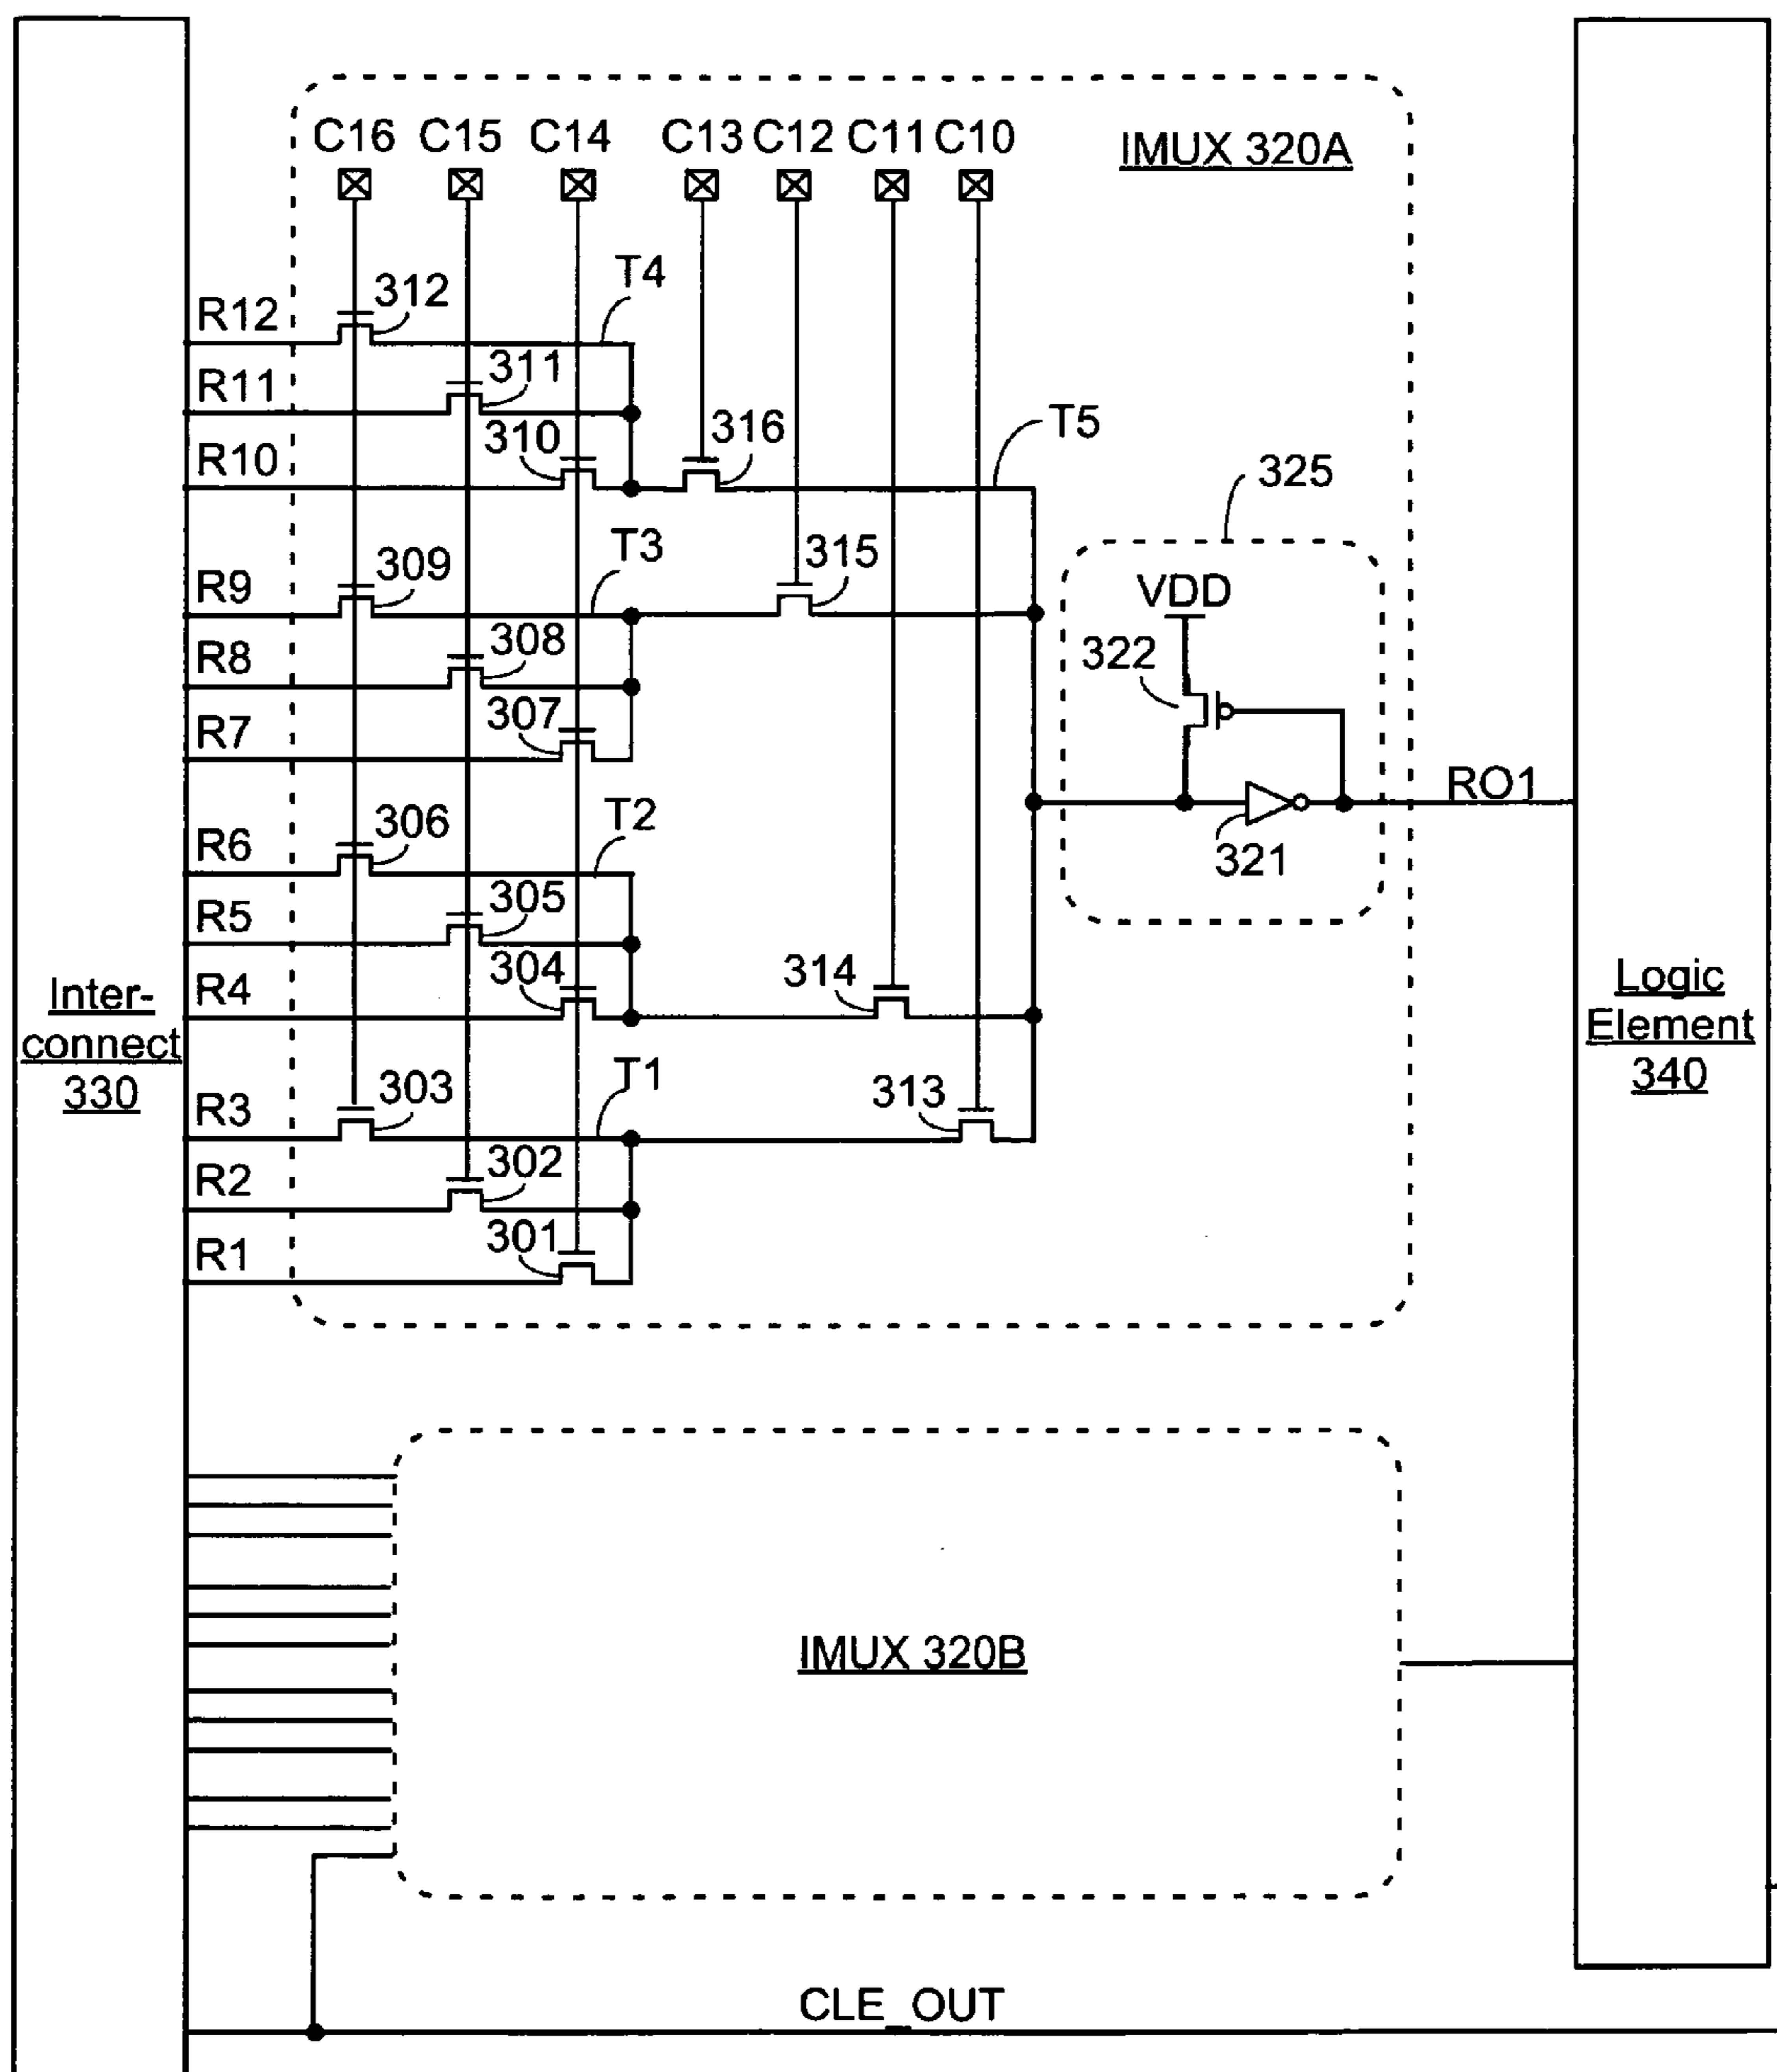 C16 C15 C14 C13 C12 C11 C10
IMUX 320A
R12
312
T4
R11
311
R10
310
316
T5
325
R9
309
T3
315
VDD
R8
308
322
R7
307
RO1
R6
306
T2
321
R5
305
R4
304
314
Inter-
connect
330
Logic
Element
340
R3
303
T1
313
R2
302
R1
301
IMUX 320B
CLE_OUT